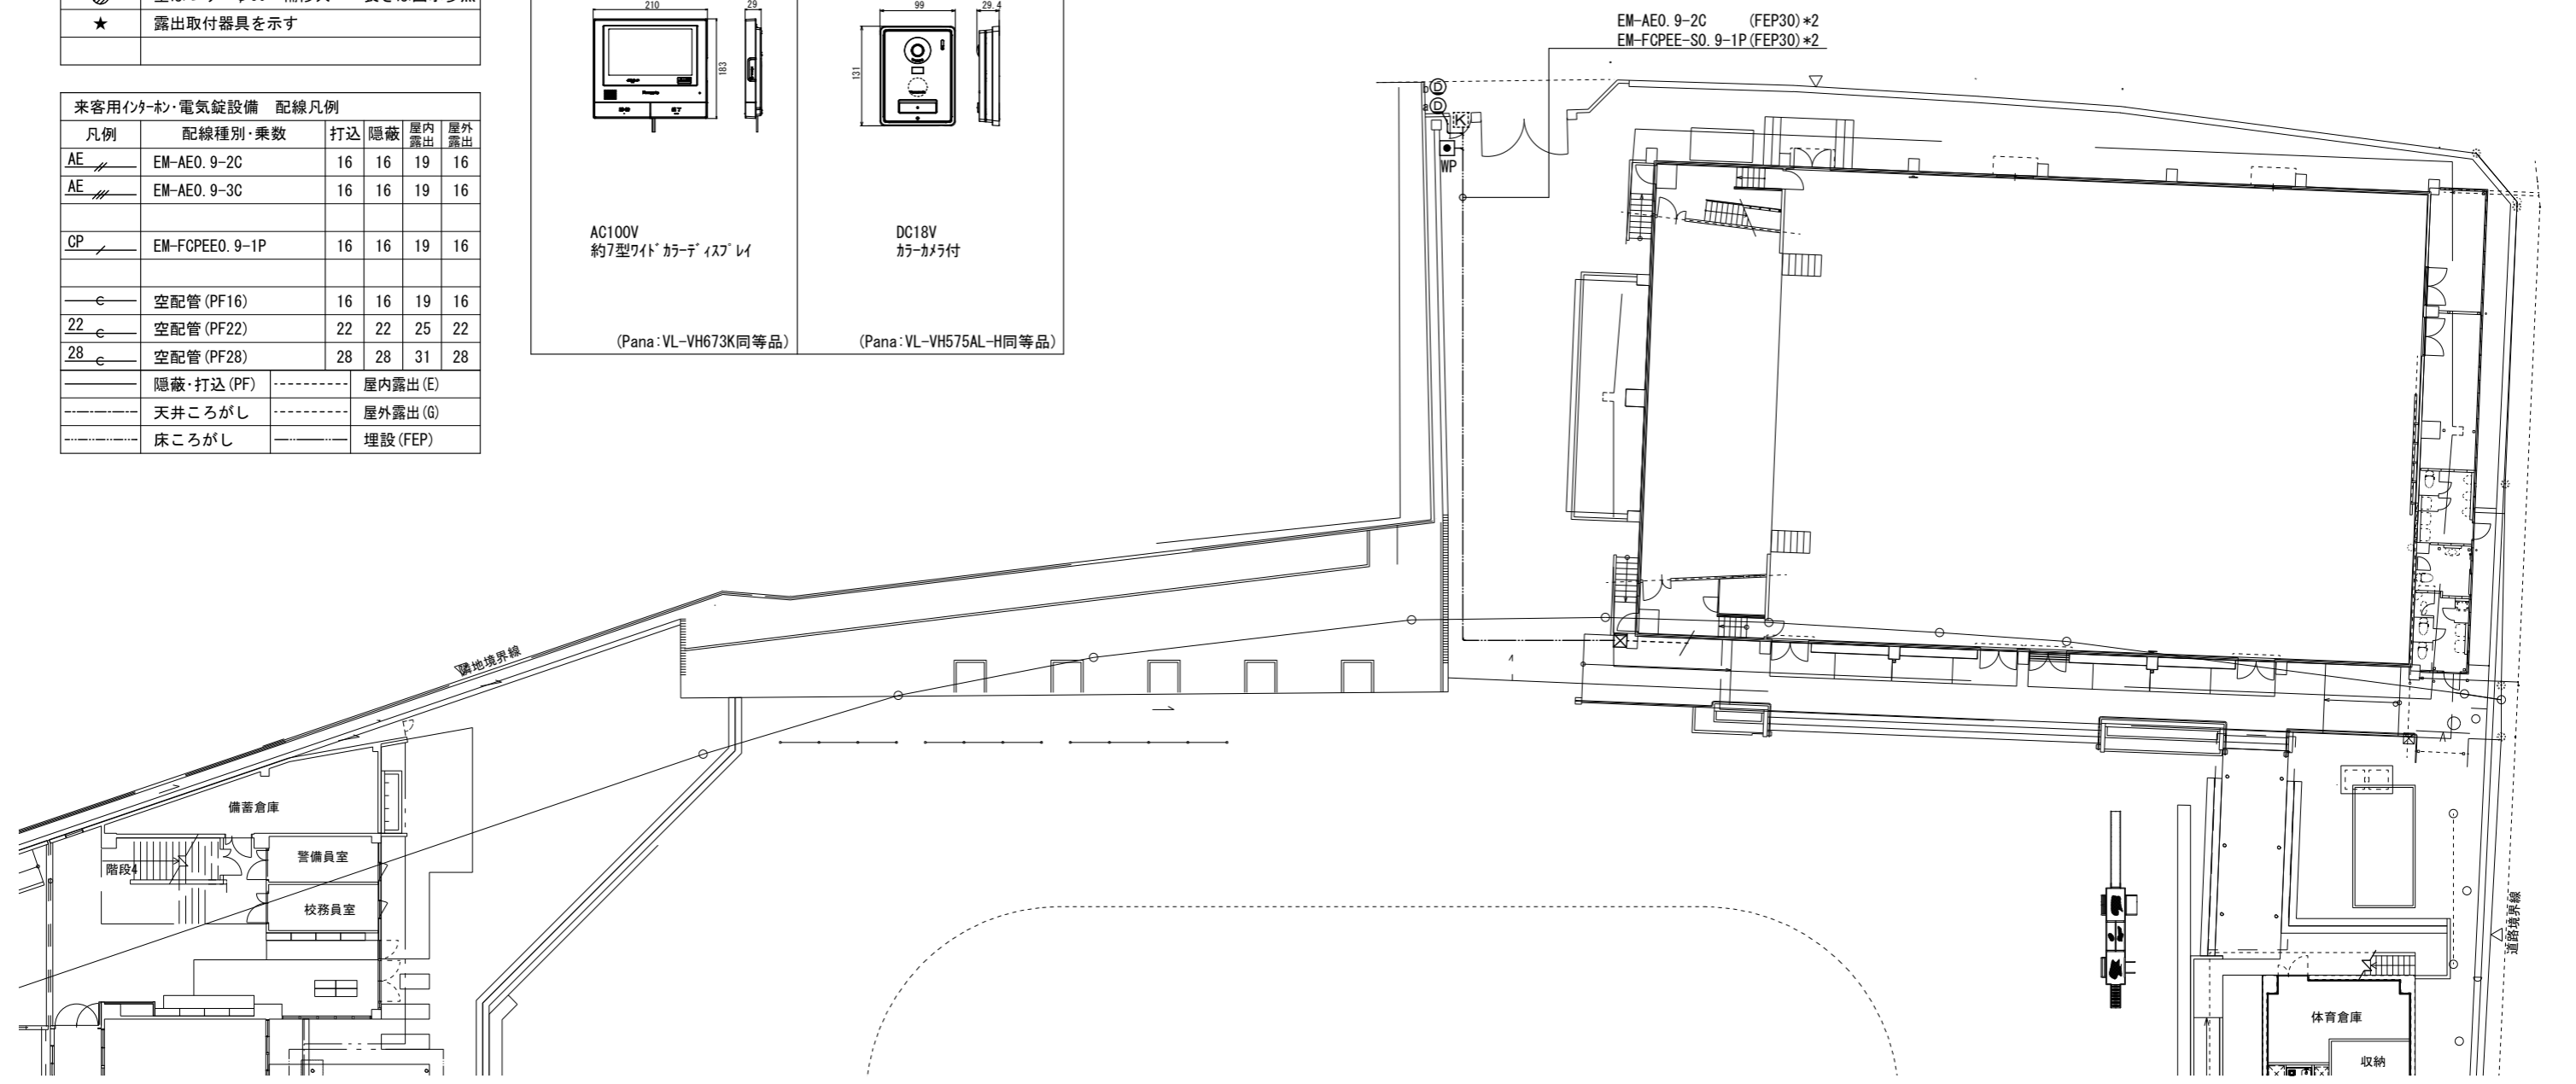 ★ 露出取付器具を示す
来客用インターホン・電気錠設備 配線凡例
凡例 配線種別・乗数 打込 隠蔽 屋内露出 屋外露出
AE EM-AE0.9-2C 16 16 19 16
AE EM-AE0.9-3C 16 16 19 16
CP EM-FCPEE0.9-1P 16 16 19 16
C 空配管(PF16) 16 16 19 16
22 C 空配管(PF22) 22 22 25 22
28 C 空配管(PF28) 28 28 31 28
隠蔽・打込(PF) 屋内露出(E)
天井ころがし 屋外露出(G)
床ころがし 埋設(FEP)
210
29
183
AC100V
約7型ワイドカラーディスプレイ
(Pana:VL-VH673K同等品)
99
29.4
131
DC18V
カラーカメラ付
(Pana:VL-VH575AL-H同等品)
EM-AE0.9-2C (FEP30)*2
EM-FCPEE-S0.9-1P(FEP30)*2
b D
a D
K
WP
隣地境界線
備蓄倉庫
階段4
警備員室
校務員室
道路境界線
体育倉庫
収納